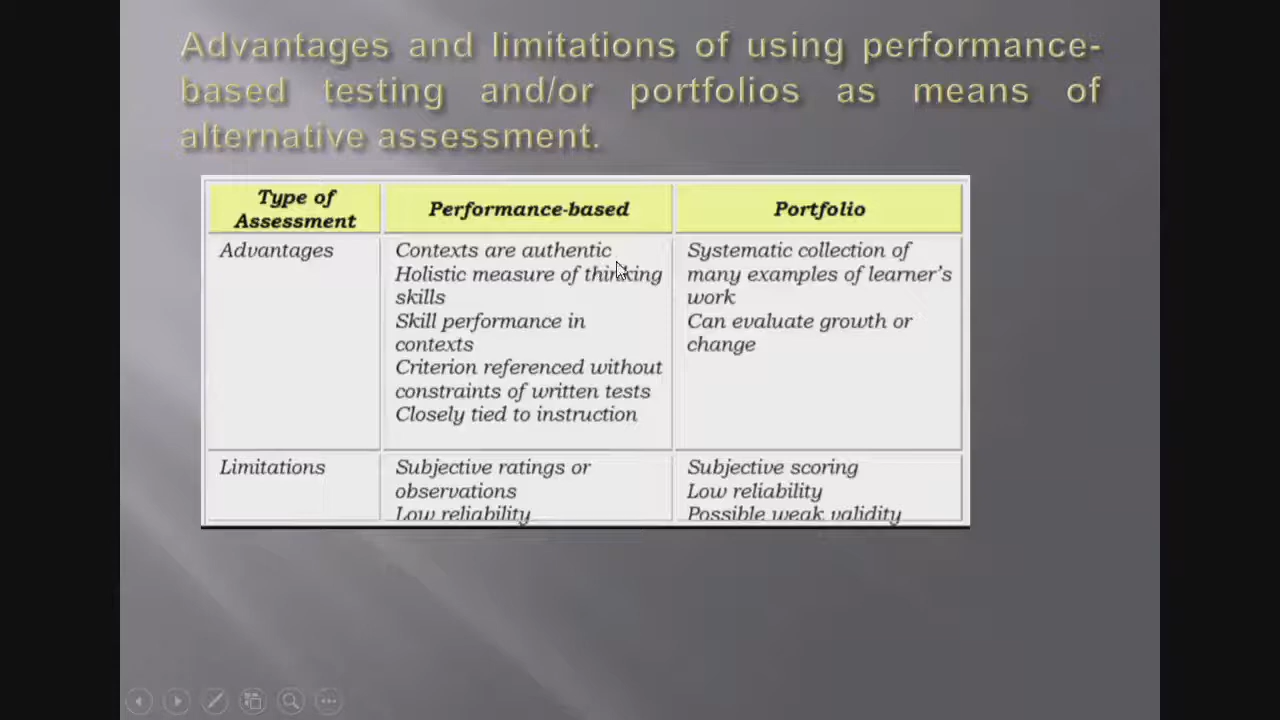 Advantages and limitations of using performance-
based testing and/or portfolios as means of
alternative assessment.
Type of
Assessment
Performance-based
Portfolio
Advantages
Contexts are authentic
Holistic measure of thinking
skills
Skill performance in
contexts
Criterion referenced without
constraints of written tests
Closely tied to instruction
Systematic collection of
many examples of learner's
work
Can evaluate growth or
change
Limitations
Subjective ratings or
observations
Low reliability
Subjective scoring
Low reliability
Possible weak validity